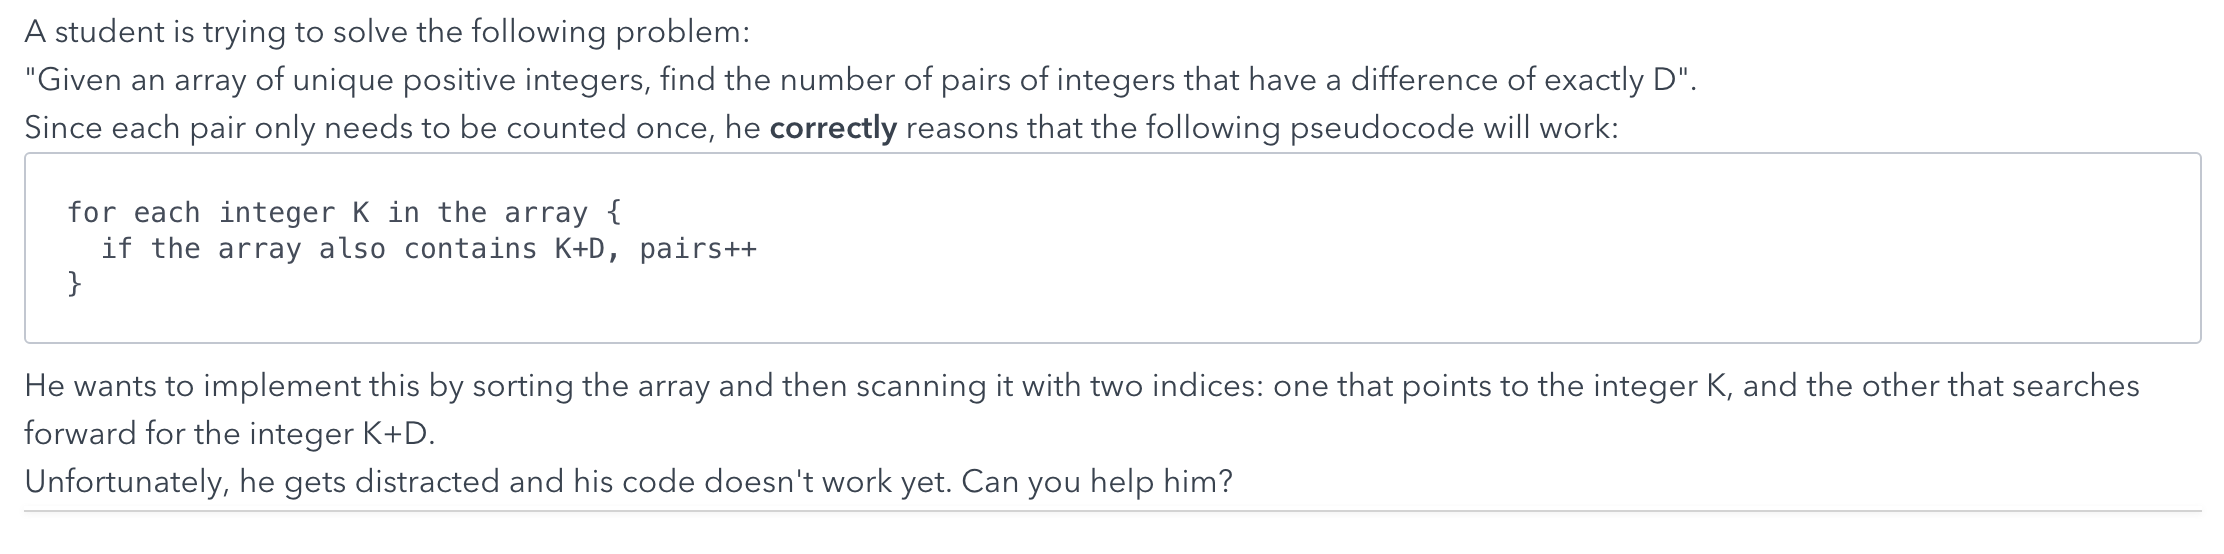 A student is trying to solve the following problem:
"Given an array of unique positive integers, find the number of pairs of integers that have a difference of exactly D".
Since each pair only needs to be counted once, he correctly reasons that the following pseudocode will work:
for each integer K in the array {
  if the array also contains K+D, pairs++
}
He wants to implement this by sorting the array and then scanning it with two indices: one that points to the integer K, and the other that searches
forward for the integer K+D.
Unfortunately, he gets distracted and his code doesn't work yet. Can you help him?